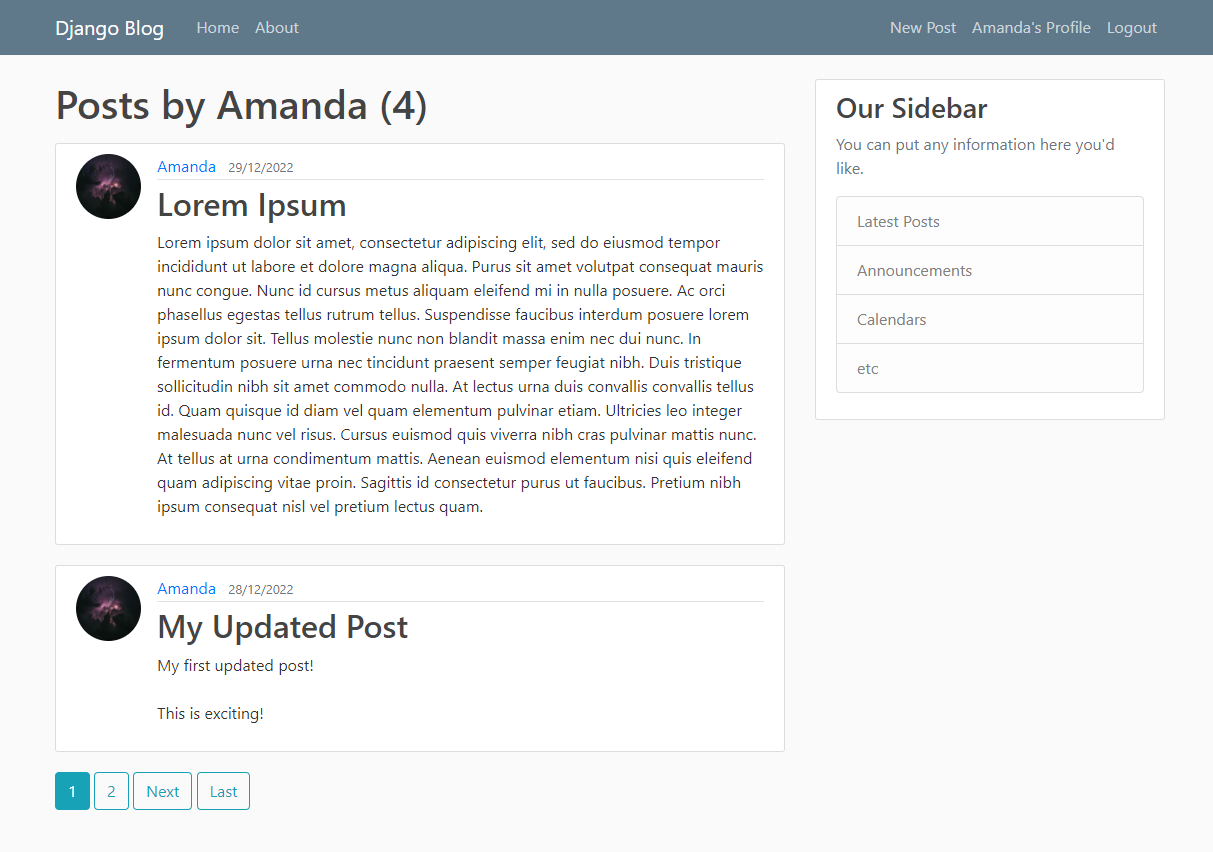 Django Blog Home About New Post Amanda's Profile Logout
Posts by Amanda (4)
Amanda 29/12/2022
Lorem Ipsum
Lorem ipsum dolor sit amet, consectetur adipiscing elit, sed do eiusmod tempor
incididunt ut labore et dolore magna aliqua. Purus sit amet volutpat consequat mauris
nunc congue. Nunc id cursus metus aliquam eleifend mi in nulla posuere. Ac orci
phasellus egestas tellus rutrum tellus. Suspendisse faucibus interdum posuere lorem
ipsum dolor sit. Tellus molestie nunc non blandit massa enim nec dui nunc. In
fermentum posuere urna nec tincidunt praesent semper feugiat nibh. Duis tristique
sollicitudin nibh sit amet commodo nulla. At lectus urna duis convallis convallis tellus
id. Quam quisque id diam vel quam elementum pulvinar etiam. Ultricies leo integer
malesuada nunc vel risus. Cursus euismod quis viverra nibh cras pulvinar mattis nunc.
At tellus at urna condimentum mattis. Aenean euismod elementum nisi quis eleifend
quam adipiscing vitae proin. Sagittis id consectetur purus ut faucibus. Pretium nibh
ipsum consequat nisl vel pretium lectus quam.
Amanda 28/12/2022
My Updated Post
My first updated post!
This is exciting!
1 2 Next Last
Our Sidebar
You can put any information here you'd
like.
Latest Posts
Announcements
Calendars
etc